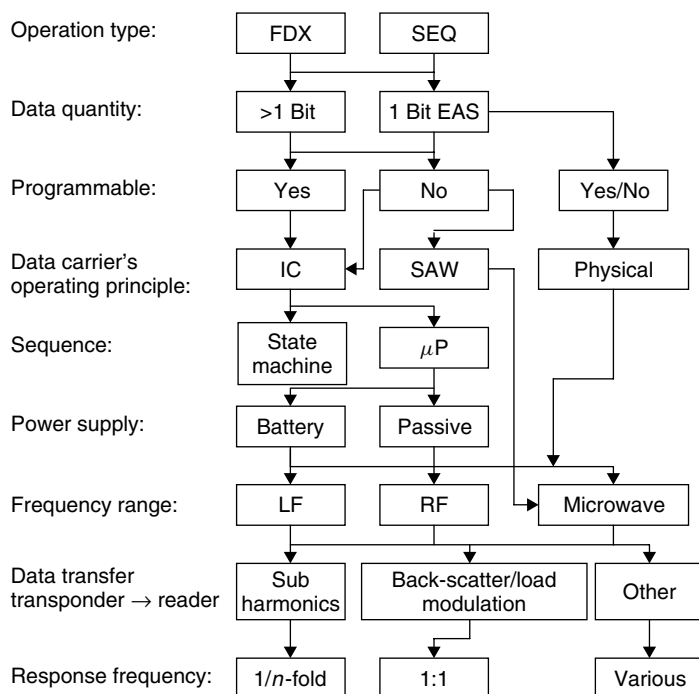 Operation type: FDX SEQ
Data quantity: >1 Bit 1 Bit EAS
Programmable: Yes No Yes/No
Data carrier's
operating principle: IC SAW Physical
Sequence: State
machine μP
Power supply: Battery Passive
Frequency range: LF RF Microwave
Data transfer
transponder → reader
Sub
harmonics
Back-scatter/load
modulation
Other
Response frequency: 1/n-fold 1:1 Various